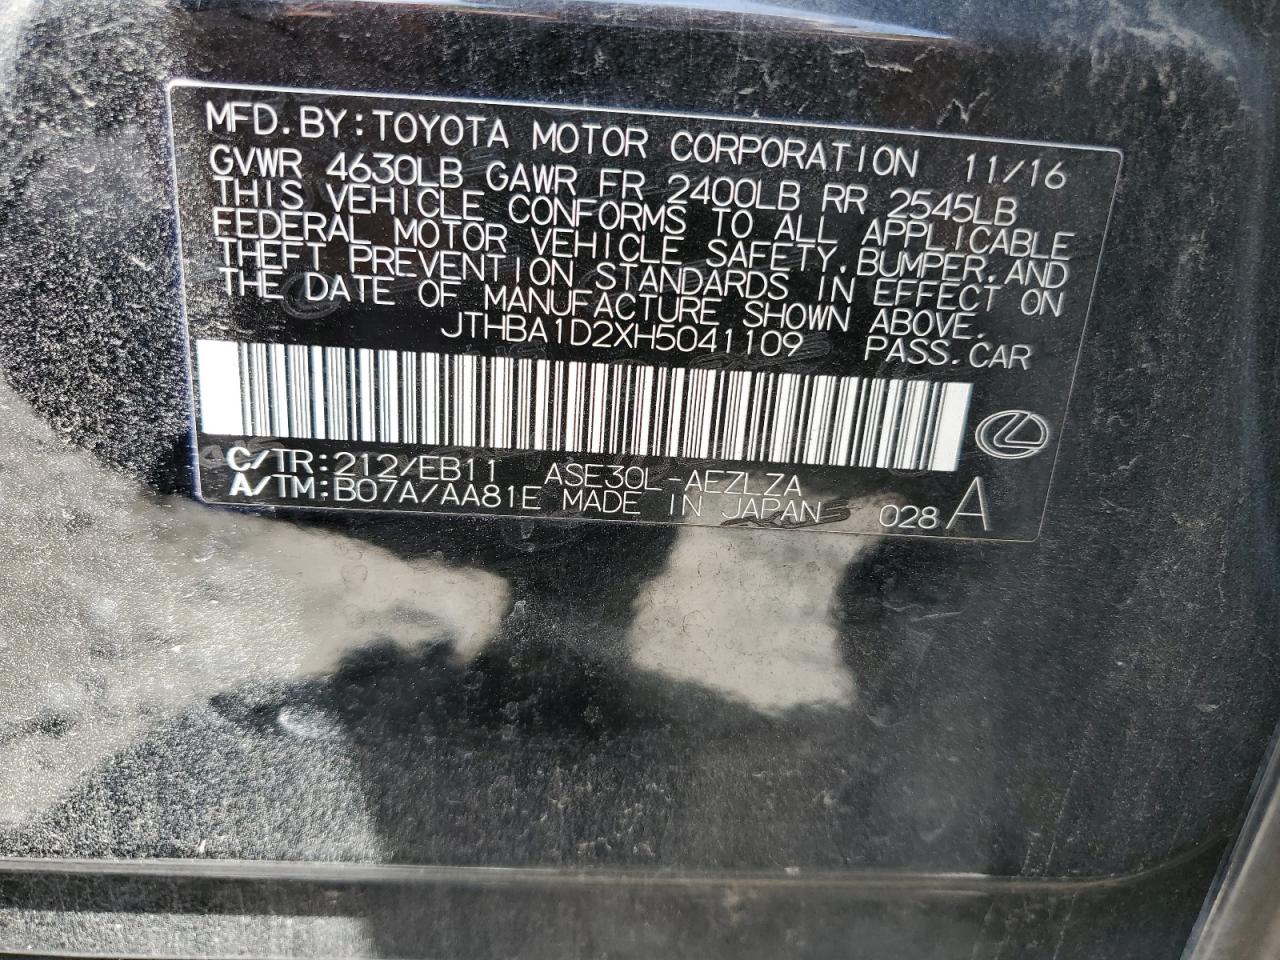 MFD.BY:TOYOTA MOTOR CORPORATION 11/16
GVWR 4630LB GAWR FR 2400LB RR 2545LB
THIS VEHICLE CONFORMS TO ALL APPLICABLE
FEDERAL MOTOR VEHICLE SAFETY,BUMPER,AND
THEFT PREVENTION STANDARDS IN EFFECT ON
THE DATE OF MANUFACTURE SHOWN ABOVE.
JTHBA1D2XH5041109 PASS.CAR
C/TR:212/EB11 ASE30L-AEZLZA
A/TM:B07A/AA81E MADE IN JAPAN 028 A